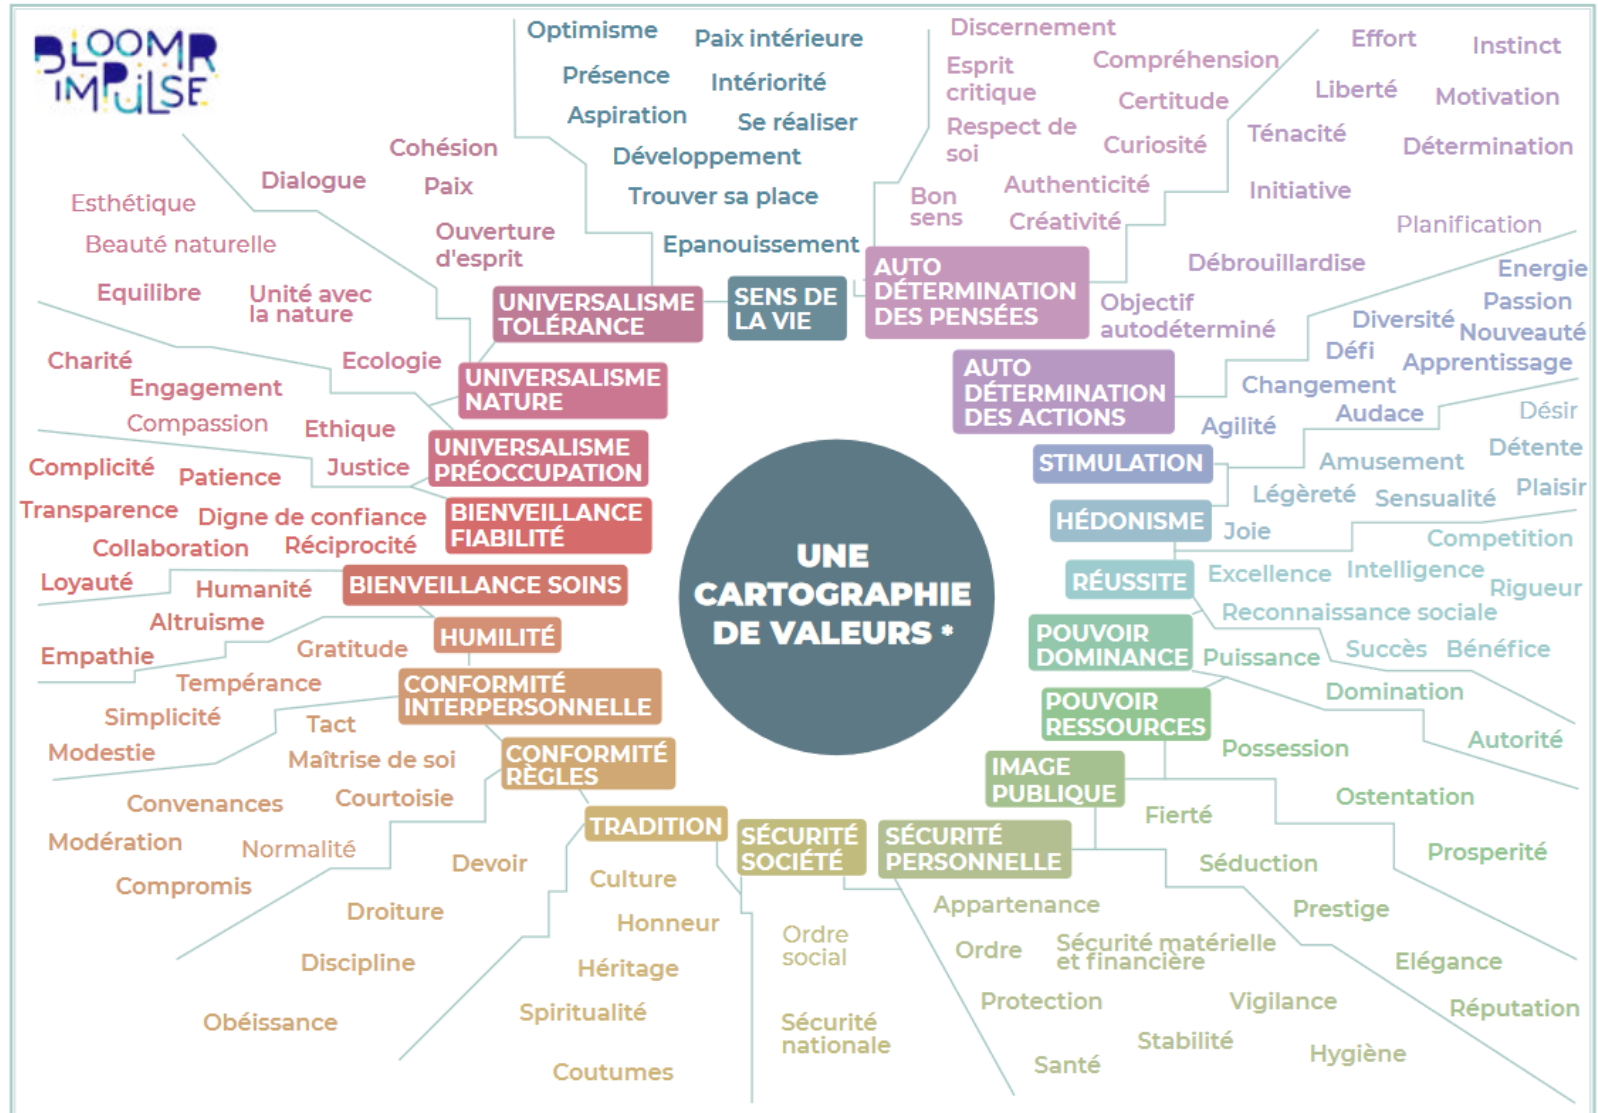 BLOOMR
IMPULSE
Optimisme
Paix intérieure
Présence
Intériorité
Aspiration
Se réaliser
Développement
Trouver sa place
Epanouissement
SENS DE
LA VIE
Discernement
Esprit
critique
Compréhension
Certitude
Respect de
soi
Curiosité
Authenticité
Bon
sens
Créativité
AUTO
DÉTERMINATION
DES PENSÉES
Effort
Instinct
Liberté
Motivation
Ténacité
Détermination
Initiative
Planification
Débrouillardise
Objectif
autodéterminé
AUTO
DÉTERMINATION
DES ACTIONS
Energie
Passion
Diversité
Nouveauté
Défi
Apprentissage
Changement
Audace
Agilité
STIMULATION
Désir
Détente
Amusement
Légèreté
Sensualité
Plaisir
Joie
HÉDONISME
Competition
Excellence
Intelligence
Rigueur
Reconnaissance sociale
Succès
Bénéfice
RÉUSSITE
Puissance
Domination
Autorité
POUVOIR
DOMINANCE
Possession
Ostentation
Prosperité
POUVOIR
RESSOURCES
Fierté
Séduction
Prestige
Elégance
Réputation
IMAGE
PUBLIQUE
Appartenance
Ordre
Sécurité matérielle
et financière
Protection
Vigilance
Stabilité
Santé
Hygiène
SÉCURITÉ
PERSONNELLE
Ordre
social
Sécurité
nationale
SÉCURITÉ
SOCIÉTÉ
Culture
Honneur
Héritage
Spiritualité
Coutumes
TRADITION
Devoir
Droiture
Discipline
Obéissance
CONFORMITÉ
RÈGLES
Tact
Maîtrise de soi
Convenances
Courtoisie
Modération
Normalité
Compromis
CONFORMITÉ
INTERPERSONNELLE
Gratitude
Tempérance
Simplicité
Modestie
HUMILITÉ
Humanité
Altruisme
Empathie
BIENVEILLANCE SOINS
Complicité
Patience
Transparence
Digne de confiance
Collaboration
Réciprocité
Loyauté
BIENVEILLANCE
FIABILITÉ
Charité
Engagement
Compassion
Ethique
Justice
UNIVERSALISME
PRÉOCCUPATION
Esthétique
Beauté naturelle
Equilibre
Unité avec
la nature
Ecologie
UNIVERSALISME
NATURE
Cohésion
Dialogue
Paix
Ouverture
d'esprit
UNIVERSALISME
TOLÉRANCE
UNE
CARTOGRAPHIE
DE VALEURS *